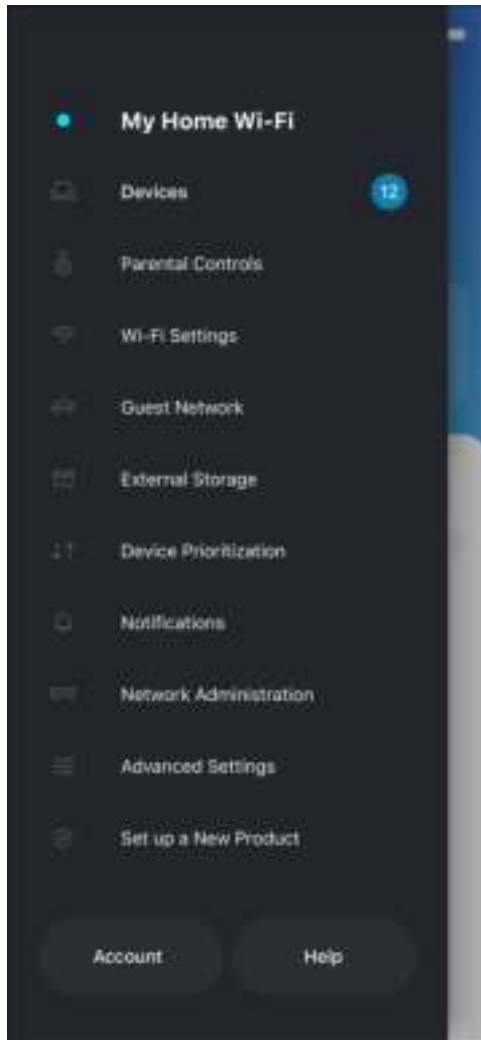 My Home Wi-Fi
Devices 12
Parental Controls
Wi-Fi Settings
Guest Network
External Storage
Device Prioritization
Notifications
Network Administration
Advanced Settings
Set up a New Product
Account Help